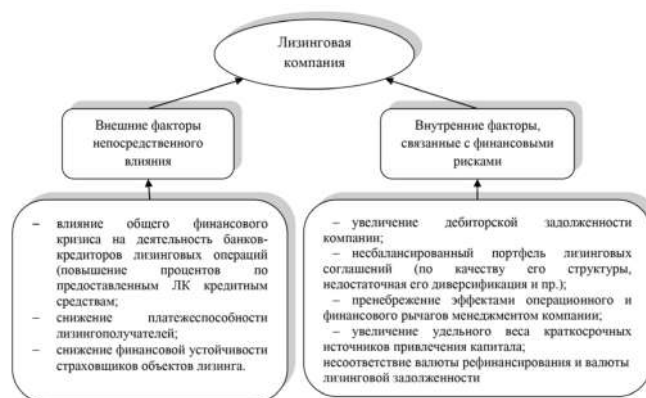 Лизинговая
компания
Внешние факторы
непосредственного
влияния
Внутренние факторы,
связанные с финансовыми
рисками
– влияние общего финансового
кризиса на деятельность банков-
кредиторов лизинговых операций
(повышение процентов по
предоставленным ЛК кредитным
средствам;
– снижение платежеспособности
лизингополучателей;
– снижение финансовой устойчивости
страховщиков объектов лизинга.
– увеличение дебиторской задолженности
компании;
– несбалансированный портфель лизинговых
соглашений (по качеству его структуры,
недостаточная его диверсификация и пр.);
– пренебрежение эффектами операционного и
финансового рычагов менеджментом компании;
– увеличение удельного веса краткосрочных
источников привлечения капитала;
несоответствие валюты рефинансирования и валюты
лизинговой задолженности